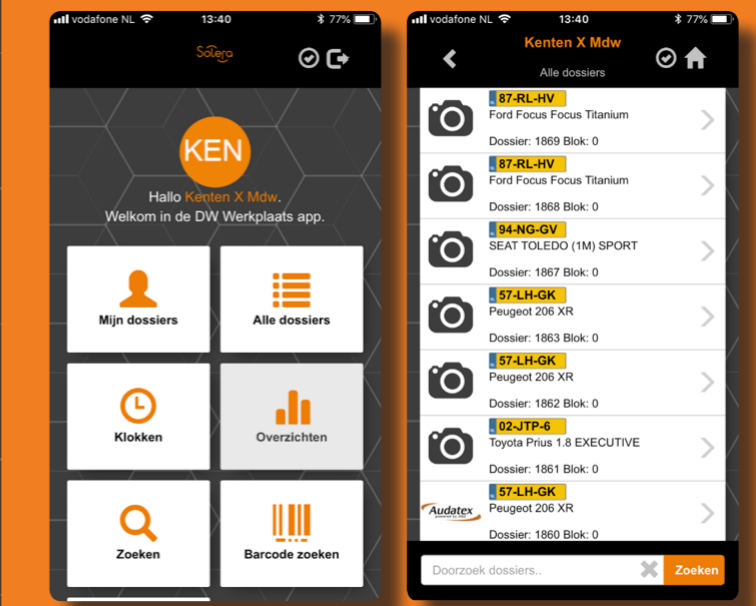 vodafone NL 13:40 77%
Solera
KEN
Hallo Kenten X Mdw.
Welkom in de DW Werkplaats app.
Mijn dossiers
Alle dossiers
Klokken
Overzichten
Zoeken
Barcode zoeken
vodafone NL 13:40 77%
Kenten X Mdw
Alle dossiers
87-RL-HV
Ford Focus Focus Titanium
Dossier: 1869 Blok: 0
87-RL-HV
Ford Focus Focus Titanium
Dossier: 1868 Blok: 0
94-NG-GV
SEAT TOLEDO (1M) SPORT
Dossier: 1867 Blok: 0
57-LH-GK
Peugeot 206 XR
Dossier: 1863 Blok: 0
57-LH-GK
Peugeot 206 XR
Dossier: 1862 Blok: 0
02-JTP-6
Toyota Prius 1.8 EXECUTIVE
Dossier: 1861 Blok: 0
Audatex
57-LH-GK
Peugeot 206 XR
Dossier: 1860 Blok: 0
Doorzoek dossiers..
Zoeken